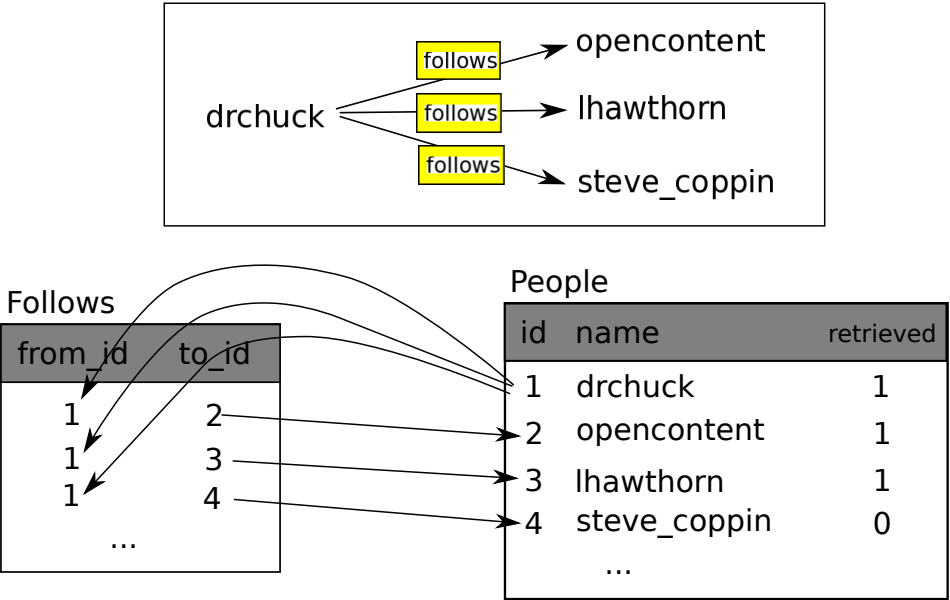 follows
opencontent
drchuck
follows
lhawthorn
follows
steve_coppin
People
Follows
id name retrieved
from_id to_id
1 drchuck 1
1 2
2 opencontent 1
1 3
3 lhawthorn 1
1 4
4 steve_coppin 0
...
...